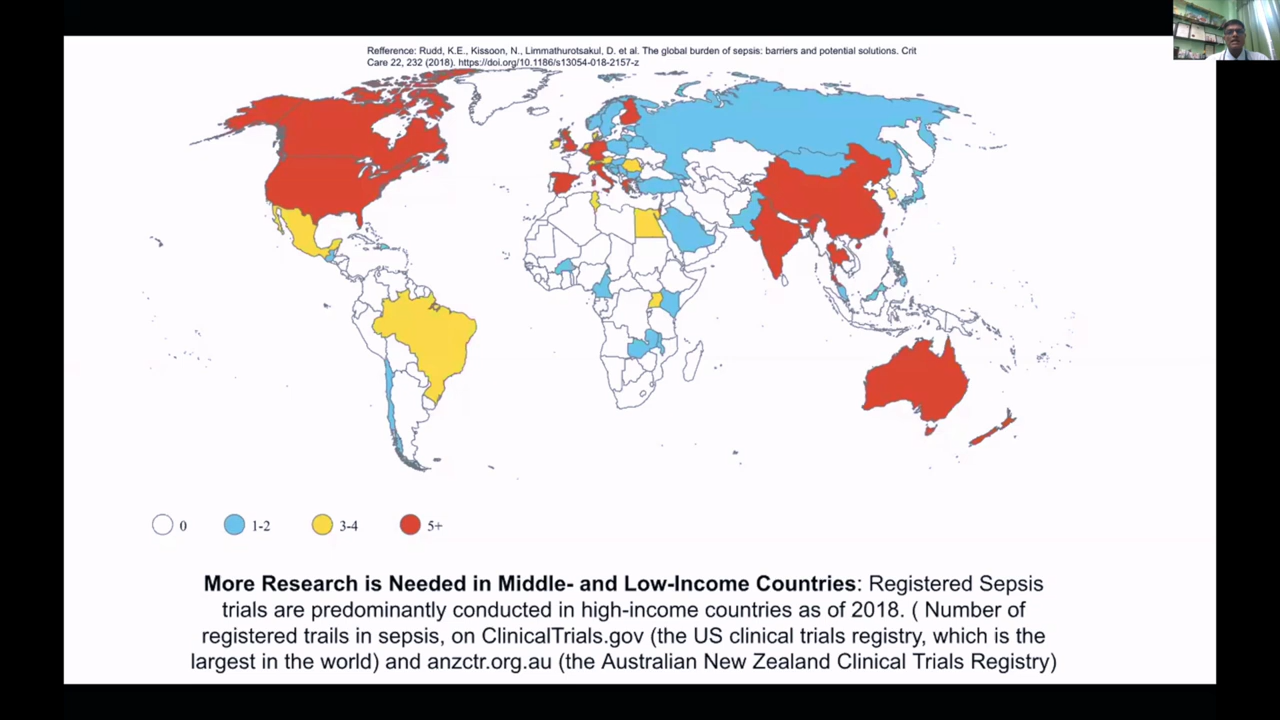 Refference: Rudd, K.E., Kissoon, N., Limmathurotsakul, D. et al. The global burden of sepsis: barriers and potential solutions. Crit
Care 22, 232 (2018). https://doi.org/10.1186/s13054-018-2157-z
0
1-2
3-4
5+
More Research is Needed in Middle- and Low-Income Countries: Registered Sepsis
trials are predominantly conducted in high-income countries as of 2018. ( Number of
registered trails in sepsis, on ClinicalTrials.gov (the US clinical trials registry, which is the
largest in the world) and anzctr.org.au (the Australian New Zealand Clinical Trials Registry)